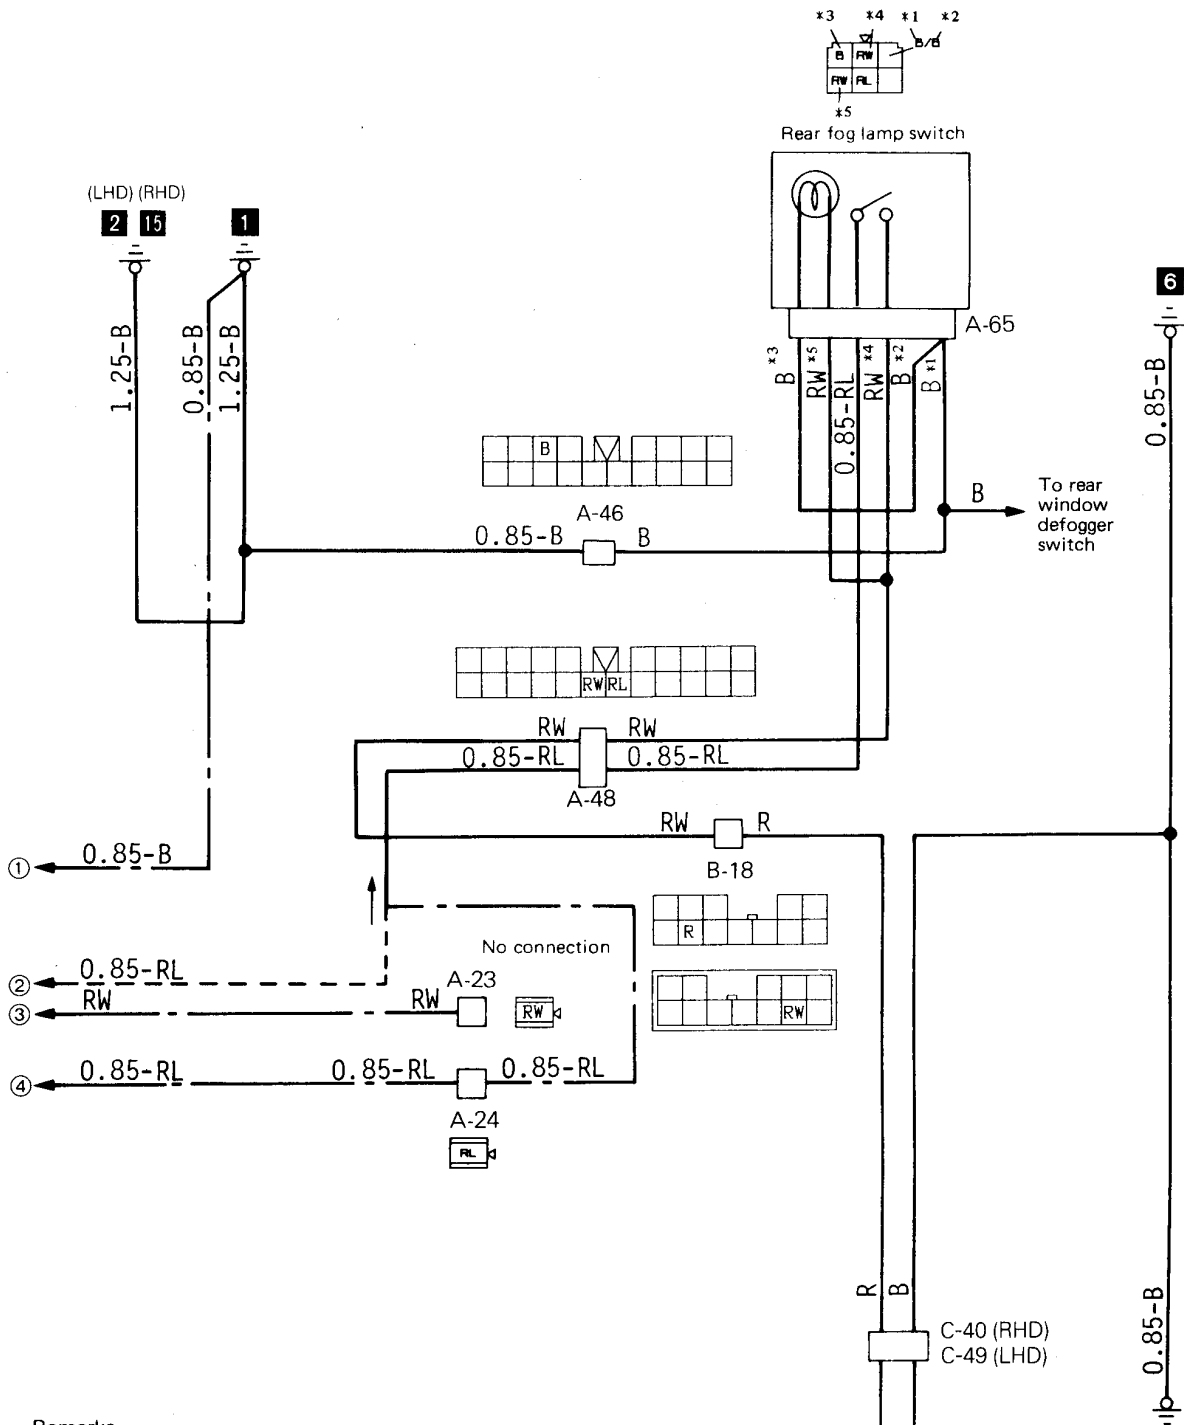 *3 *4 *1 *2
B RW B/B
RW RL
*5
Rear fog lamp switch
(LHD) (RHD)
2 15 1
6
A-65
1.25-B
0.85-B
1.25-B
B *3
RW *5
0.85-RL
RW *4
B *2
B *1
0.85-B
B
A-46
B
To rear
window
defogger
switch
0.85-B B
RW RL
RW RW
0.85-RL 0.85-RL
A-48
RW R
B-18
① 0.85-B
R
No connection
② 0.85-RL
A-23
③ RW RW
RW
RW
④ 0.85-RL 0.85-RL 0.85-RL
A-24
RL
R
B
C-40 (RHD)
C-49 (LHD)
0.85-B